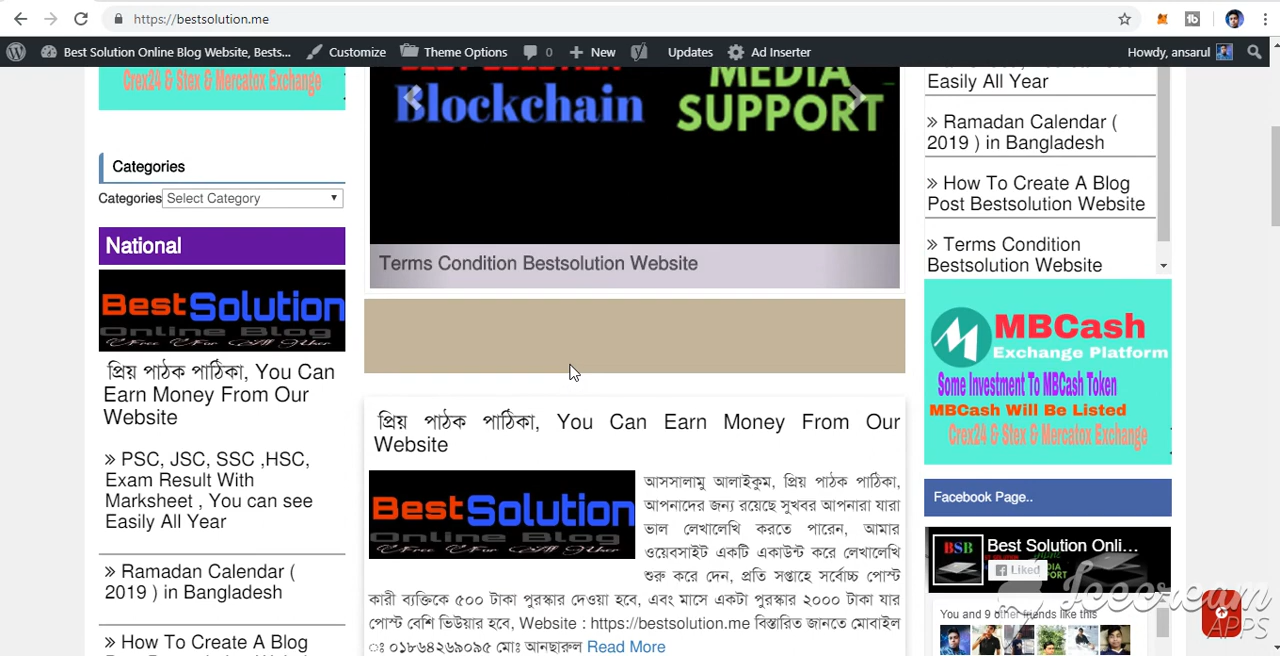 https://bestsolution.me
Best Solution Online Blog Website, Bests... Customize Theme Options 0 New Updates Ad Inserter Howdy, ansarul
Crex24 & Stex & Mercatox Exchange
Categories
Categories Select Category
National
BestSolution
Online Blog
প্রিয় পাঠক পাঠিকা, You Can
Earn Money From Our
Website
» PSC, JSC, SSC ,HSC,
Exam Result With
Marksheet , You can see
Easily All Year
» Ramadan Calendar (
2019 ) in Bangladesh
» How To Create A Blog
Blockchain
MEDIA
SUPPORT
Terms Condition Bestsolution Website
প্রিয় পাঠক পাঠিকা, You Can Earn Money From Our
Website
BestSolution
Online Blog
আসসালামু আলাইকুম, প্রিয় পাঠক পাঠিকা,
আপনাদের জন্য রয়েছে সুখবর আপনারা যারা
ভাল লেখালেখি করতে পারেন, আমার
ওয়েবসাইট একটি একাউন্ট করে লেখালেখি
শুরু করে দেন, প্রতি সপ্তাহে সর্বোচ্চ পোস্ট
কারী ব্যক্তিকে ৫০০ টাকা পুরস্কার দেওয়া হবে, এবং মাসে একটা পুরস্কার ২০০০ টাকা যার
পোস্ট বেশি ভিউয়ার হবে, Website : https://bestsolution.me বিস্তারিত জানতে মোবাইল
ঃ ০১৮৬৪২৬৯০৯৫ মোঃ আনছারুল Read More
Easily All Year
» Ramadan Calendar (
2019 ) in Bangladesh
» How To Create A Blog
Post Bestsolution Website
» Terms Condition
Bestsolution Website
MBCash
Exchange Platform
Some Investment To MBCash Token
MBCash Will Be Listed
Crex24 & Stex & Mercatox Exchange
Facebook Page..
BSB
Best Solution Onli...
Liked
You and 9 other friends like this
Icecream
APPS